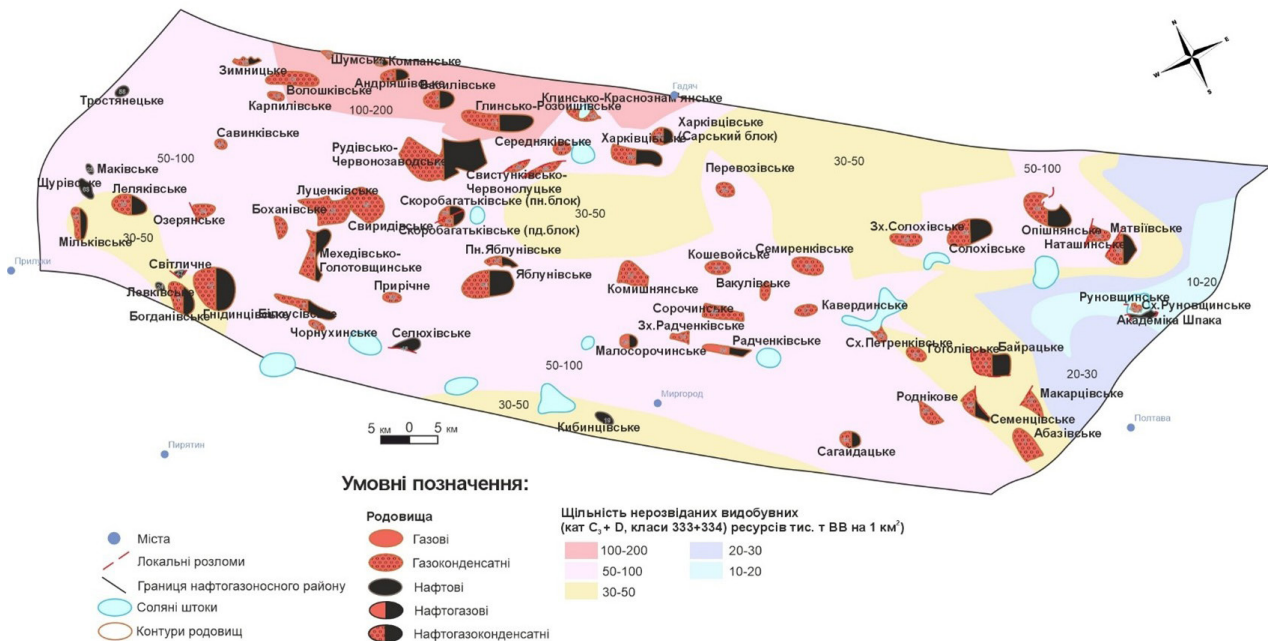 N
E
W
S
Шумське
Компанське
Зимницьке
Андріяшівське
Василівське
Волошківське
Гадяч
Клинсько-Краснознам'янське
Тростянецьке
Карпилівське
100-200
Глинсько-Розбишівське
Харківцівське
(Сарський блок)
Савинківське
Рудівсько-
Червонозаводське
Середняківське
Харківцівське
50-100
30-50
50-100
Маківське
Перевозівське
Щурівське
Леляківське
Свистунківсько-
Червонолуцьке
Луценківське
Скоробагатьківське (пн.блок)
Озерянське
Боханівське
30-50
Свиридівське
Скоробагатьківське (пд.блок)
Зх.Солохівське
Опішнянське
Матвіївське
Мільківське
30-50
Солохівське
Наташинське
Пн.Яблунівське
Мехедівсько-
Голотовщинське
Кошевойське
Семиренківське
Прилуки
Світличне
Яблунівське
Комишнянське
10-20
Левківське
Прирічне
Вакулівське
Руновщинське
Сх.Руновщинське
Богданівське
Гнідинцівське
Білоусівське
Сорочинське
Кавердинське
Академіка Шпака
Чорнухинське
Селюхівське
Зх.Радченківське
Сх.Петренківське
Малосорочинське
Радченківське
Гоголівське
Байрацьке
50-100
20-30
Роднікове
Макарцівське
30-50
Миргород
Семенцівське
Кибинцівське
Абазівське
Полтава
5
км
0
5
км
Пирятин
Сагайдацьке
Умовні позначення:
Родовища
Щільність нерозвіданих видобувних
(кат С₃ + D, класи 333+334) ресурсів тис. т ВВ на 1 км²)
Міста
Газові
100-200
20-30
Локальні розломи
Газоконденсатні
50-100
10-20
Границя нафтогазоносного району
Нафтові
30-50
Соляні штоки
Нафтогазові
Контури родовищ
Нафтогазоконденсатні